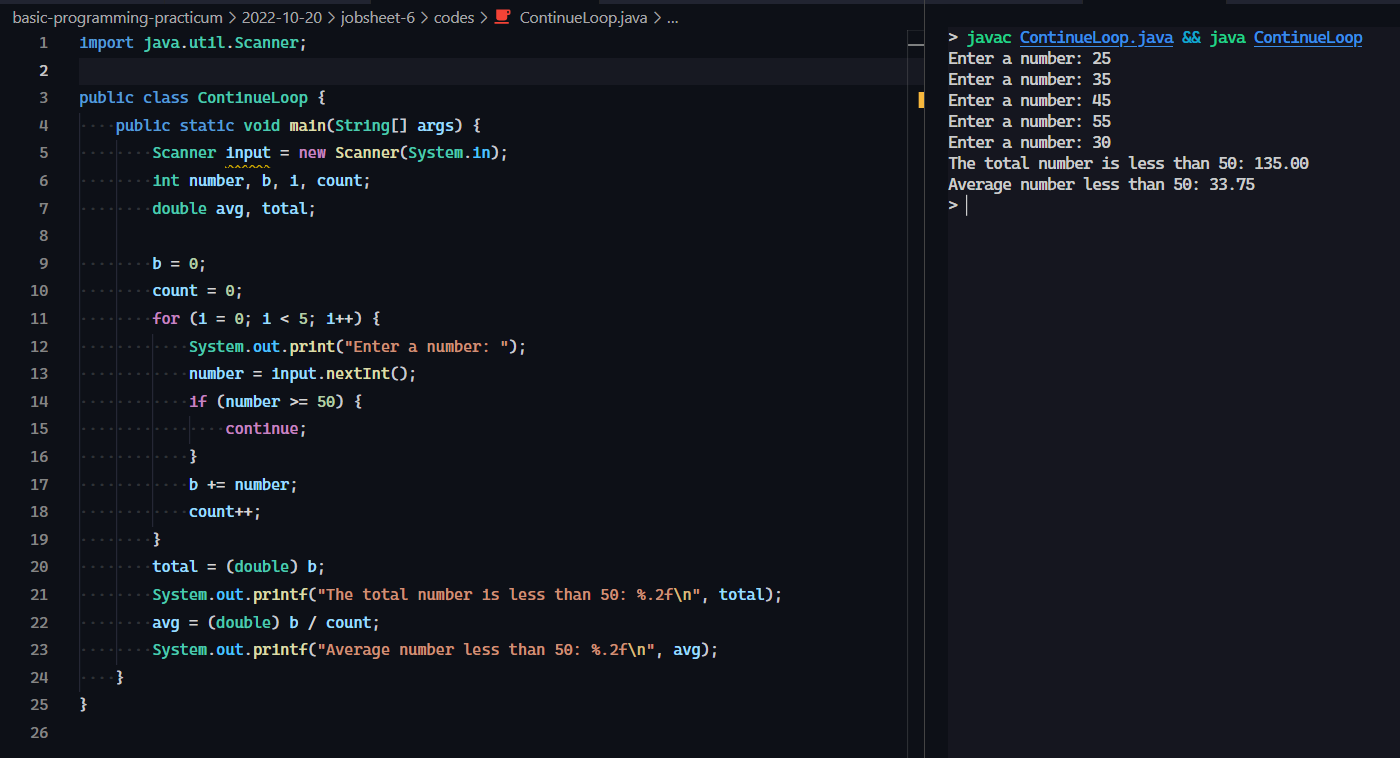 basic-programming-practicum > 2022-10-20 > jobsheet-6 > codes > ContinueLoop.java > ...
1 import java.util.Scanner;
2
3 public class ContinueLoop {
4 ····public static void main(String[] args) {
5 ········Scanner input = new Scanner(System.in);
6 ········int number, b, i, count;
7 ········double avg, total;
8
9 ········b = 0;
10 ········count = 0;
11 ········for (i = 0; i < 5; i++) {
12 ············System.out.print("Enter a number: ");
13 ············number = input.nextInt();
14 ············if (number >= 50) {
15 ················continue;
16 ············}
17 ············b += number;
18 ············count++;
19 ········}
20 ········total = (double) b;
21 ········System.out.printf("The total number is less than 50: %.2f\n", total);
22 ········avg = (double) b / count;
23 ········System.out.printf("Average number less than 50: %.2f\n", avg);
24 ····}
25 }
26
> javac ContinueLoop.java && java ContinueLoop
Enter a number: 25
Enter a number: 35
Enter a number: 45
Enter a number: 55
Enter a number: 30
The total number is less than 50: 135.00
Average number less than 50: 33.75
>